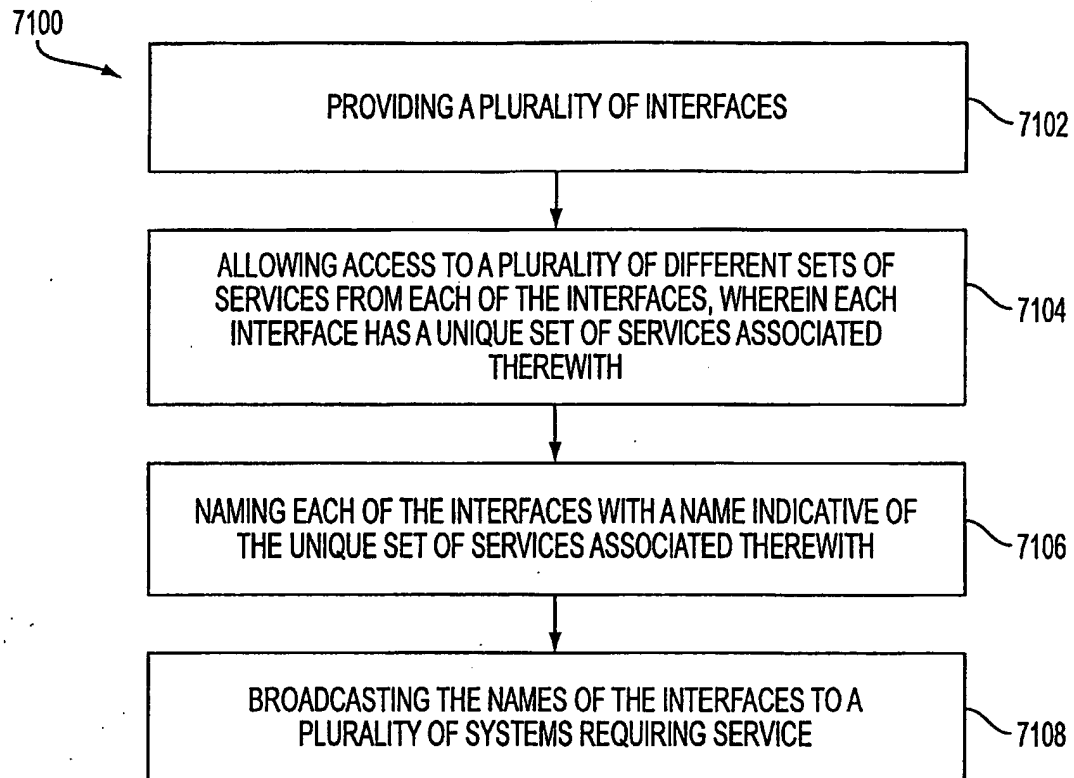 7100
PROVIDING A PLURALITY OF INTERFACES
7102
ALLOWING ACCESS TO A PLURALITY OF DIFFERENT SETS OF
SERVICES FROM EACH OF THE INTERFACES, WHEREIN EACH
INTERFACE HAS A UNIQUE SET OF SERVICES ASSOCIATED
THEREWITH
7104
NAMING EACH OF THE INTERFACES WITH A NAME INDICATIVE OF
THE UNIQUE SET OF SERVICES ASSOCIATED THEREWITH
7106
BROADCASTING THE NAMES OF THE INTERFACES TO A
PLURALITY OF SYSTEMS REQUIRING SERVICE
7108